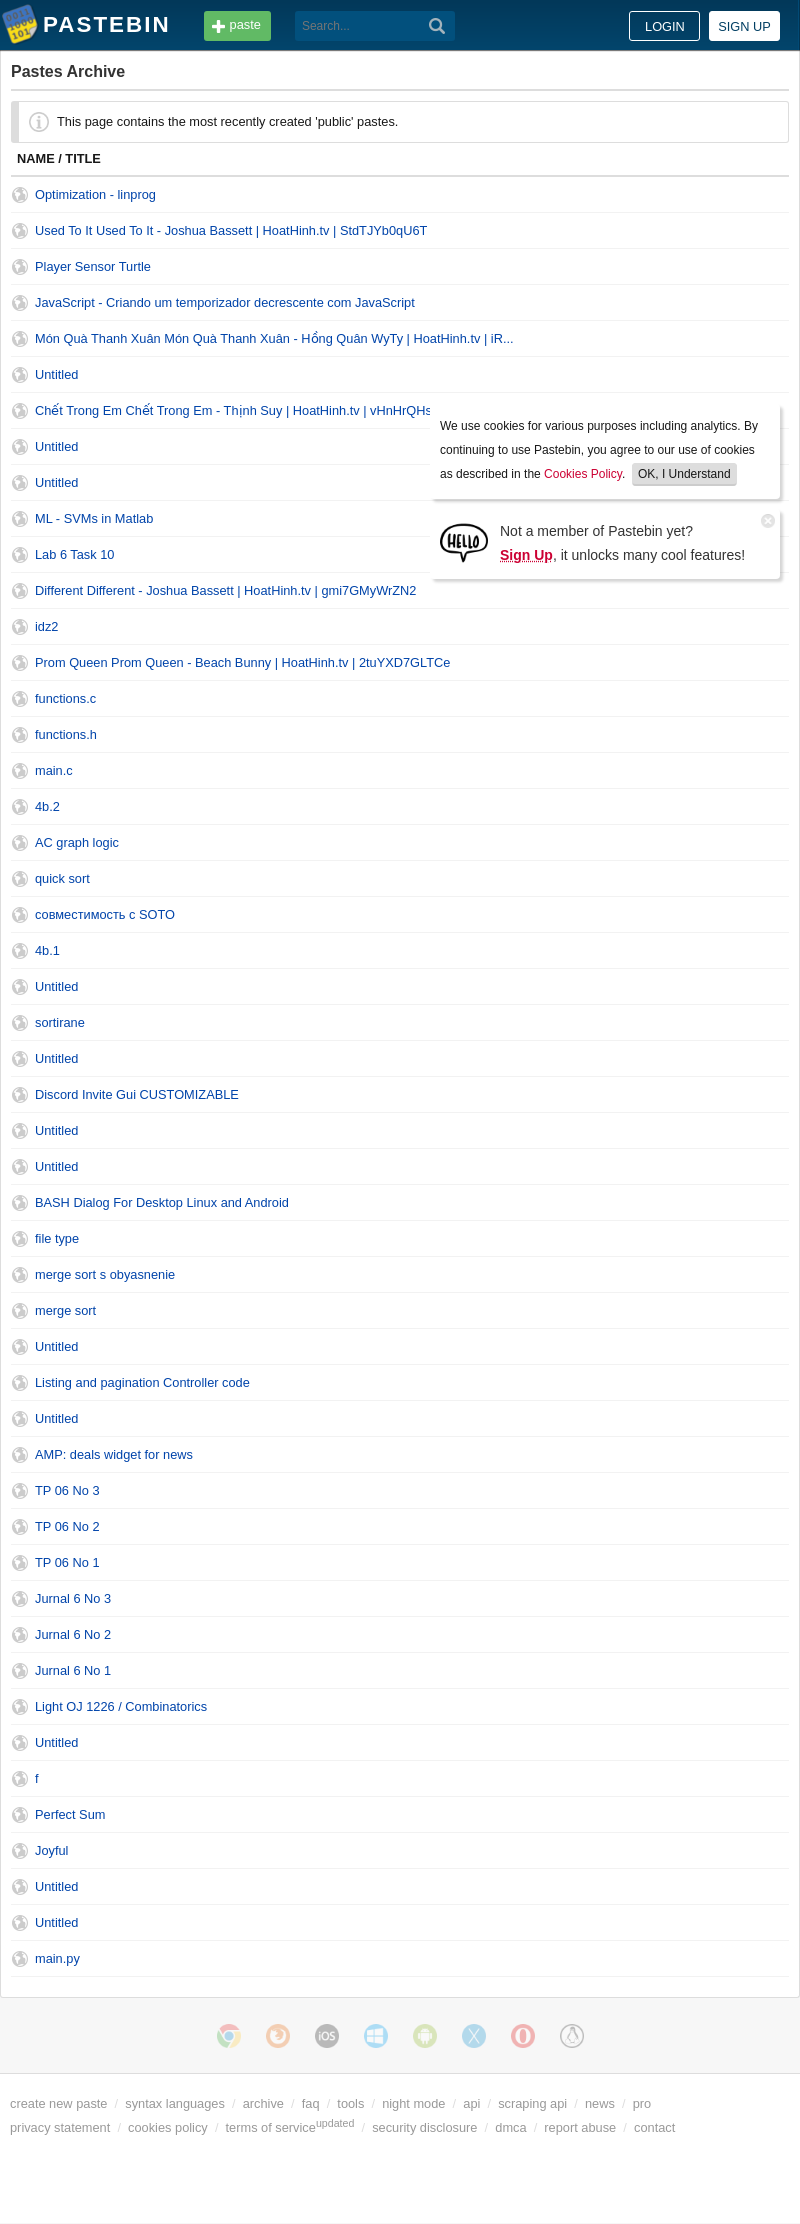 PASTEBIN
paste
Search...
LOGIN
SIGN UP
Pastes Archive
This page contains the most recently created 'public' pastes.
NAME / TITLE
Optimization - linprog
Used To It Used To It - Joshua Bassett | HoatHinh.tv | StdTJYb0qU6T
Player Sensor Turtle
JavaScript - Criando um temporizador decrescente com JavaScript
Món Quà Thanh Xuân Món Quà Thanh Xuân - Hồng Quân WyTy | HoatHinh.tv | iR...
Untitled
Chết Trong Em Chết Trong Em - Thịnh Suy | HoatHinh.tv | vHnHrQHs
Untitled
Untitled
ML - SVMs in Matlab
Lab 6 Task 10
Different Different - Joshua Bassett | HoatHinh.tv | gmi7GMyWrZN2
We use cookies for various purposes including analytics. By
continuing to use Pastebin, you agree to our use of cookies
as described in the Cookies Policy. OK, I Understand
HELLO
Not a member of Pastebin yet?
Sign Up, it unlocks many cool features!
idz2
Prom Queen Prom Queen - Beach Bunny | HoatHinh.tv | 2tuYXD7GLTCe
functions.c
functions.h
main.c
4b.2
AC graph logic
quick sort
совместимость с SOTO
4b.1
Untitled
sortirane
Untitled
Discord Invite Gui CUSTOMIZABLE
Untitled
Untitled
BASH Dialog For Desktop Linux and Android
file type
merge sort s obyasnenie
merge sort
Untitled
Listing and pagination Controller code
Untitled
AMP: deals widget for news
TP 06 No 3
TP 06 No 2
TP 06 No 1
Jurnal 6 No 3
Jurnal 6 No 2
Jurnal 6 No 1
Light OJ 1226 / Combinatorics
Untitled
f
Perfect Sum
Joyful
Untitled
Untitled
main.py
iOS
create new paste / syntax languages / archive / faq / tools / night mode / api / scraping api / news / pro
privacy statement / cookies policy / terms of service updated / security disclosure / dmca / report abuse / contact